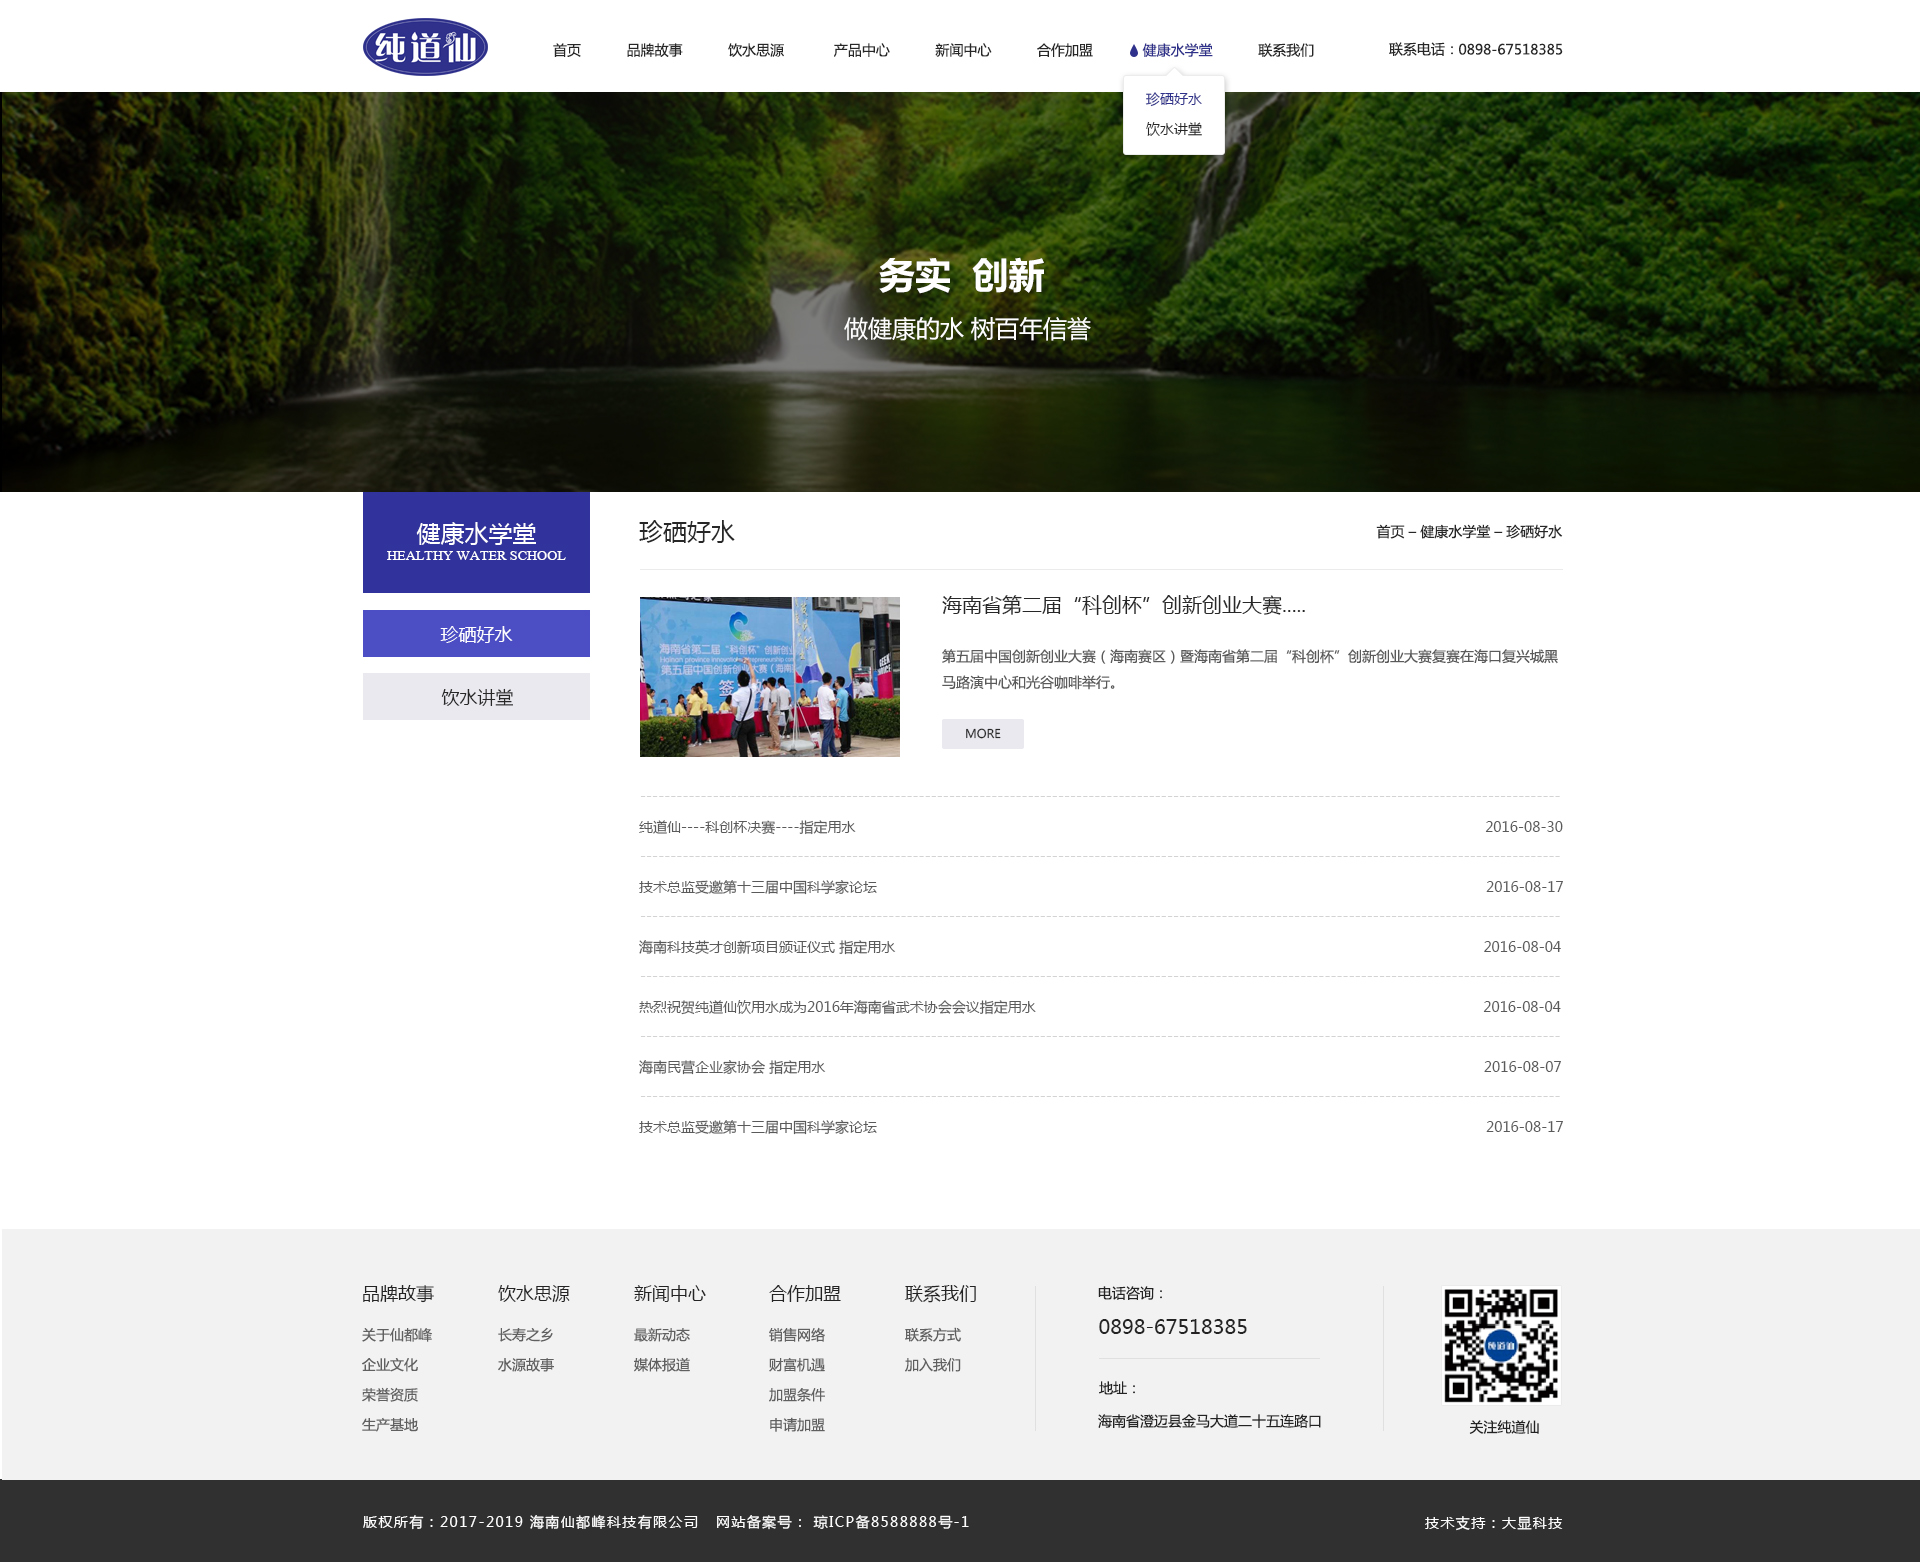 纯道仙
首页 品牌故事 饮水思源 产品中心 新闻中心 合作加盟 健康水学堂 联系我们 联系电话：0898-67518385
珍硒好水
饮水讲堂
务实 创新
做健康的水 树百年信誉
健康水学堂
HEALTHY WATER SCHOOL
珍硒好水
饮水讲堂
珍硒好水
首页 – 健康水学堂 – 珍硒好水
海南省第二届“科创杯”创新创业
第五届中国创新创业大赛（海南
签
海南省第二届“科创杯”创新创业大赛.....
第五届中国创新创业大赛（海南赛区）暨海南省第二届“科创杯”创新创业大赛复赛在海口复兴城黑
马路演中心和光谷咖啡举行。
MORE
纯道仙----科创杯决赛----指定用水 2016-08-30
技术总监受邀第十三届中国科学家论坛 2016-08-17
海南科技英才创新项目颁证仪式 指定用水 2016-08-04
热烈祝贺纯道仙饮用水成为2016年海南省武术协会会议指定用水 2016-08-04
海南民营企业家协会 指定用水 2016-08-07
技术总监受邀第十三届中国科学家论坛 2016-08-17
品牌故事
关于仙都峰
企业文化
荣誉资质
生产基地
饮水思源
长寿之乡
水源故事
新闻中心
最新动态
媒体报道
合作加盟
销售网络
财富机遇
加盟条件
申请加盟
联系我们
联系方式
加入我们
电话咨询：
0898-67518385
地址：
海南省澄迈县金马大道二十五连路口
纯道仙
关注纯道仙
版权所有：2017-2019 海南仙都峰科技有限公司 网站备案号： 琼ICP备8588888号-1
技术支持：大显科技